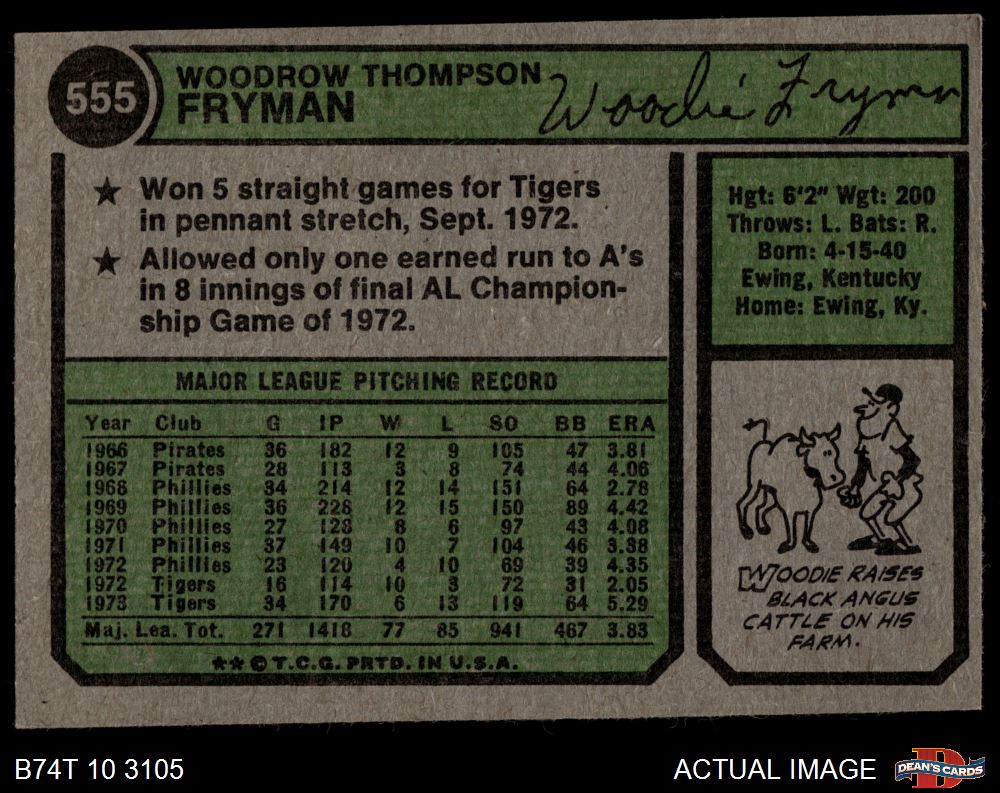 555
WOODROW THOMPSON
FRYMAN
Woodie Fryman
★ Won 5 straight games for Tigers
in pennant stretch, Sept. 1972.
★ Allowed only one earned run to A's
in 8 innings of final AL Champion-
ship Game of 1972.
Hgt: 6'2" Wgt: 200
Throws: L. Bats: R.
Born: 4-15-40
Ewing, Kentucky
Home: Ewing, Ky.
MAJOR LEAGUE PITCHING RECORD
Year Club G IP W L SO BB ERA
1966 Pirates 36 182 12 9 105 47 3.81
1967 Pirates 28 113 3 8 74 44 4.06
1968 Phillies 34 214 12 14 151 64 2.78
1969 Phillies 36 228 12 15 150 89 4.42
1970 Phillies 27 128 8 6 97 43 4.08
1971 Phillies 37 149 10 7 104 46 3.38
1972 Phillies 23 120 4 10 69 39 4.35
1972 Tigers 16 114 10 3 72 31 2.05
1973 Tigers 34 170 6 13 119 64 5.29
Maj. Lea. Tot. 271 1418 77 85 941 467 3.83
★★ © T.C.G. PRTD. IN U.S.A.
WOODIE RAISES
BLACK ANGUS
CATTLE ON HIS
FARM.
B74T 10 3105
ACTUAL IMAGE
DEAN'S CARDS